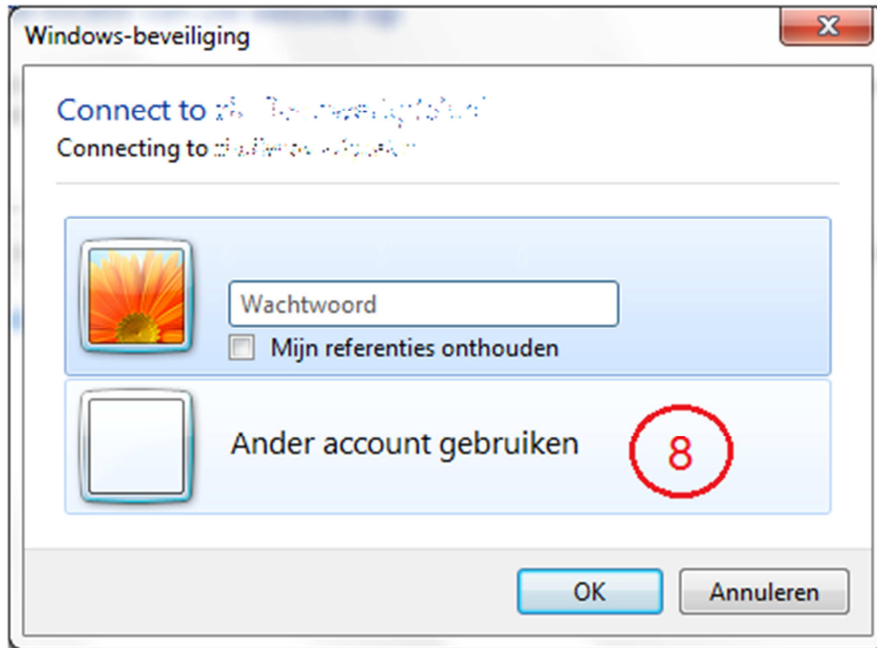 Windows-beveiliging
Connect to
Connecting to
Wachtwoord
Mijn referenties onthouden
Ander account gebruiken
8
OK
Annuleren